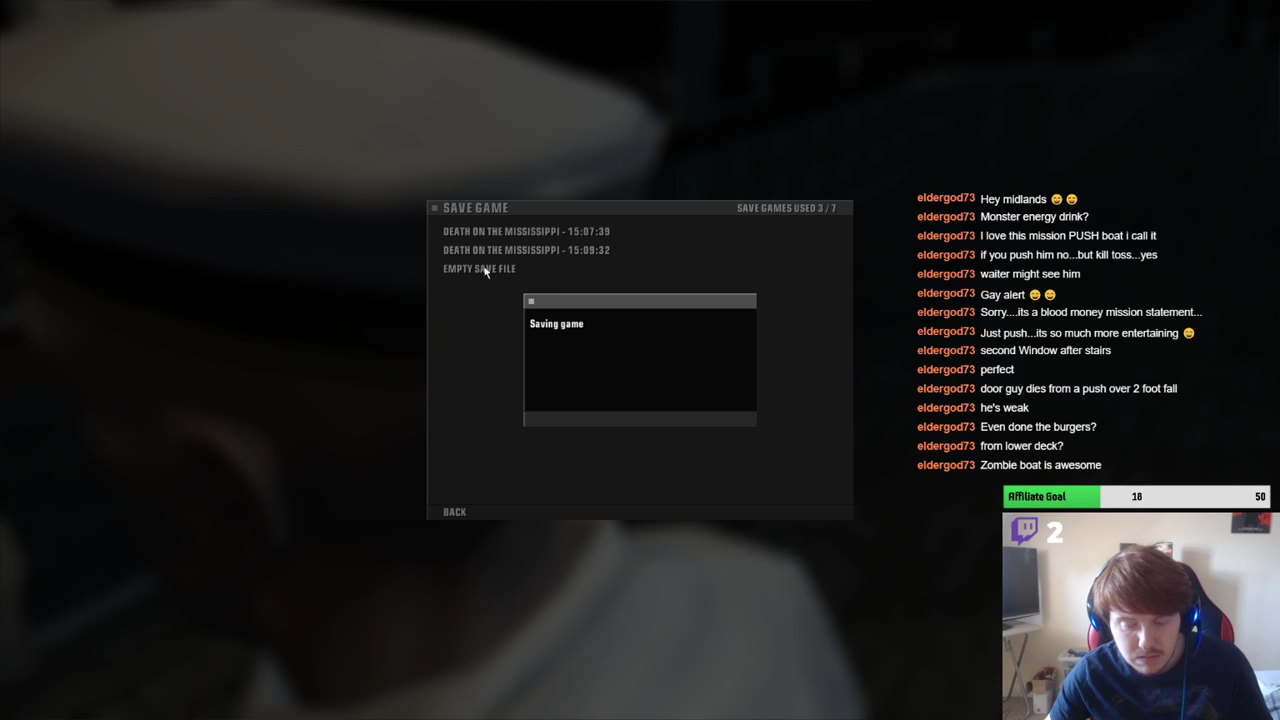 SAVE GAME
SAVE GAMES USED 3 / 7
DEATH ON THE MISSISSIPPI - 15:07:39
DEATH ON THE MISSISSIPPI - 15:09:32
EMPTY SAVE FILE
Saving game
BACK
eldergod73 Hey midlands 😄 😄
eldergod73 Monster energy drink?
eldergod73 I love this mission PUSH boat i call it
eldergod73 if you push him no...but kill toss...yes
eldergod73 waiter might see him
eldergod73 Gay alert 😄 😄
eldergod73 Sorry....its a blood money mission statement...
eldergod73 Just push...its so much more entertaining 😄
eldergod73 second Window after stairs
eldergod73 perfect
eldergod73 door guy dies from a push over 2 foot fall
eldergod73 he's weak
eldergod73 Even done the burgers?
eldergod73 from lower deck?
eldergod73 Zombie boat is awesome
Affiliate Goal 18 50
2